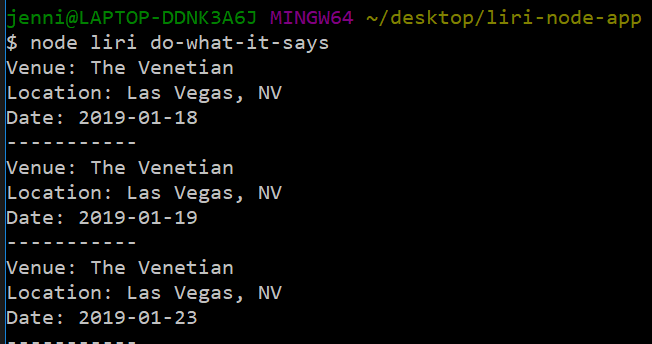 jenni@LAPTOP-DDNK3A6J MINGW64 ~/desktop/liri-node-app
$ node liri do-what-it-says
Venue: The Venetian
Location: Las Vegas, NV
Date: 2019-01-18
-----------
Venue: The Venetian
Location: Las Vegas, NV
Date: 2019-01-19
-----------
Venue: The Venetian
Location: Las Vegas, NV
Date: 2019-01-23
-----------